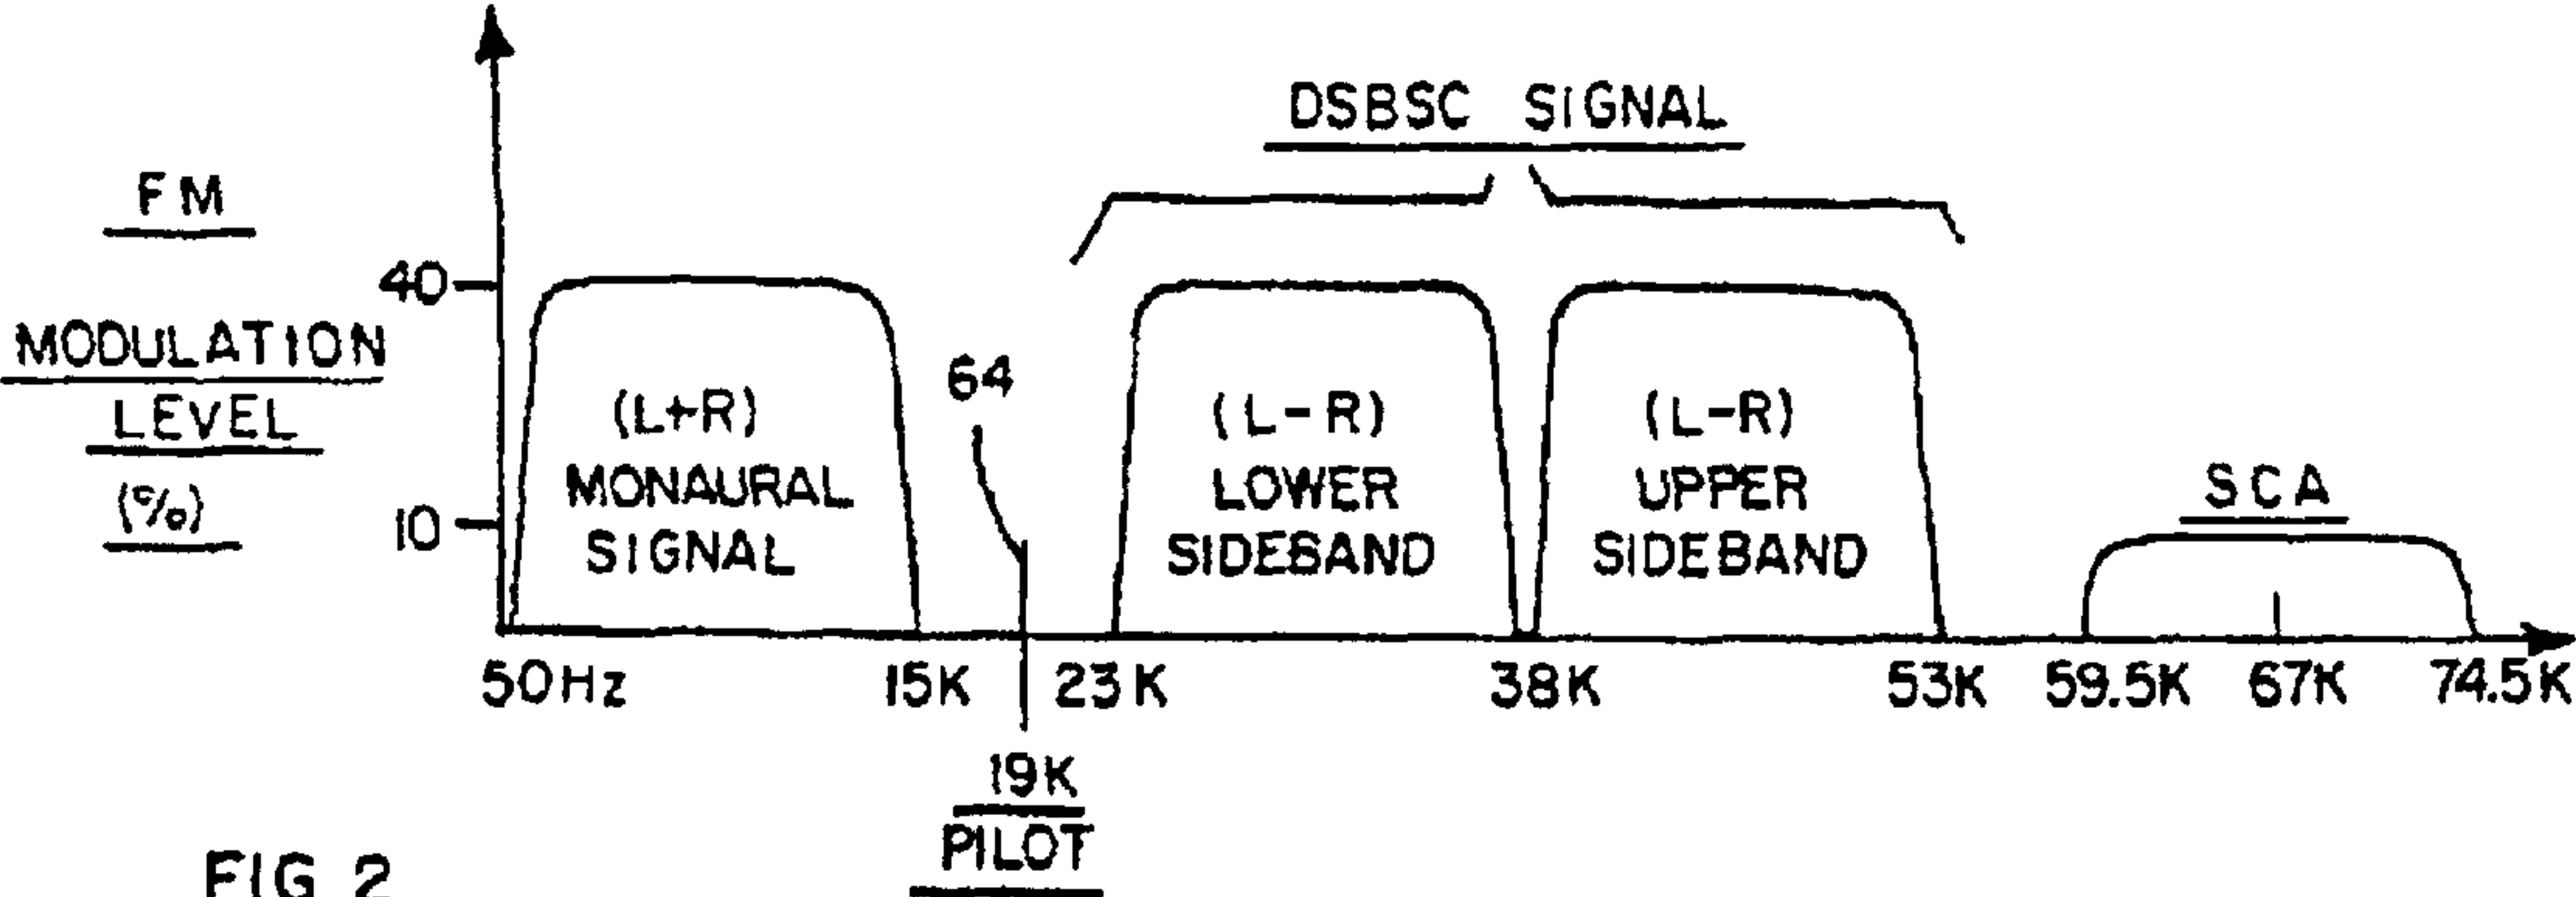 DSBSC SIGNAL
FM
MODULATION
LEVEL
(%)
40
10
64
(L+R)
MONAURAL
SIGNAL
(L-R)
LOWER
SIDEBAND
(L-R)
UPPER
SIDEBAND
SCA
50Hz
15K
23K
38K
53K
59.5K
67K
74.5K
19K
PILOT
FIG 2